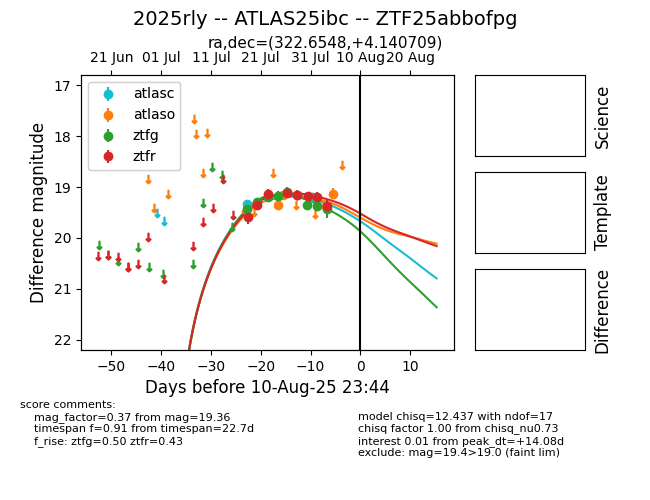 2025rly -- ATLAS25ibc -- ZTF25abbofpg
ra,dec=(322.6548,+4.140709)
21 Jun 01 Jul 11 Jul 21 Jul 31 Jul 10 Aug 20 Aug
atlasc
atlaso
ztfg
ztfr
17
18
19
20
21
22
Difference magnitude
−50 −40 −30 −20 −10 0 10
Days before 10-Aug-25 23:44
Science
Template
Difference
score comments:
mag_factor=0.37 from mag=19.36
timespan f=0.91 from timespan=22.7d
f_rise: ztfg=0.50 ztfr=0.43
model chisq=12.437 with ndof=17
chisq factor 1.00 from chisq_nu0.73
interest 0.01 from peak_dt=+14.08d
exclude: mag=19.4>19.0 (faint lim)